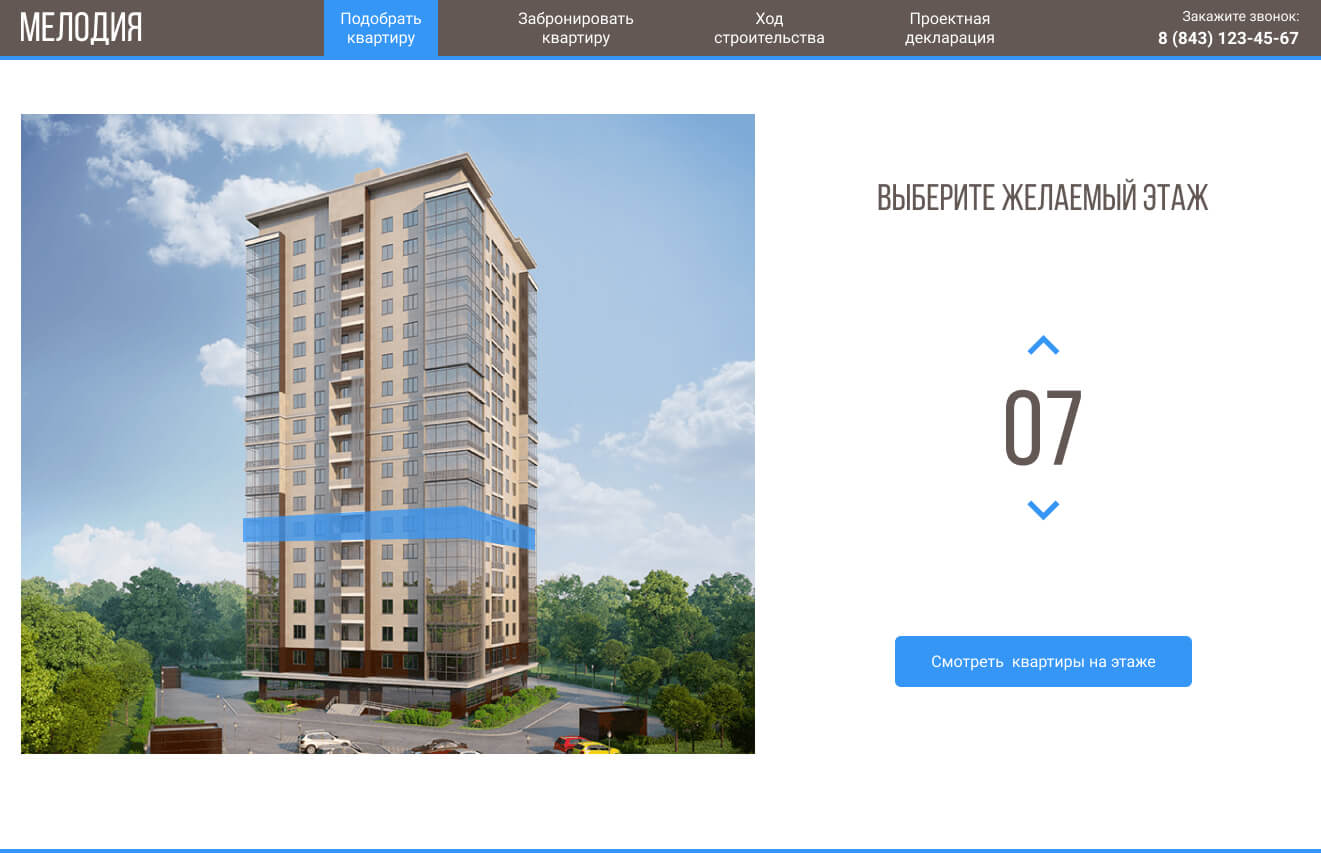 МЕЛОДИЯ
Подобрать
квартиру
Забронировать
квартиру
Ход
строительства
Проектная
декларация
Закажите звонок:
8 (843) 123-45-67
ВЫБЕРИТЕ ЖЕЛАЕМЫЙ ЭТАЖ
07
Смотреть  квартиры на этаже